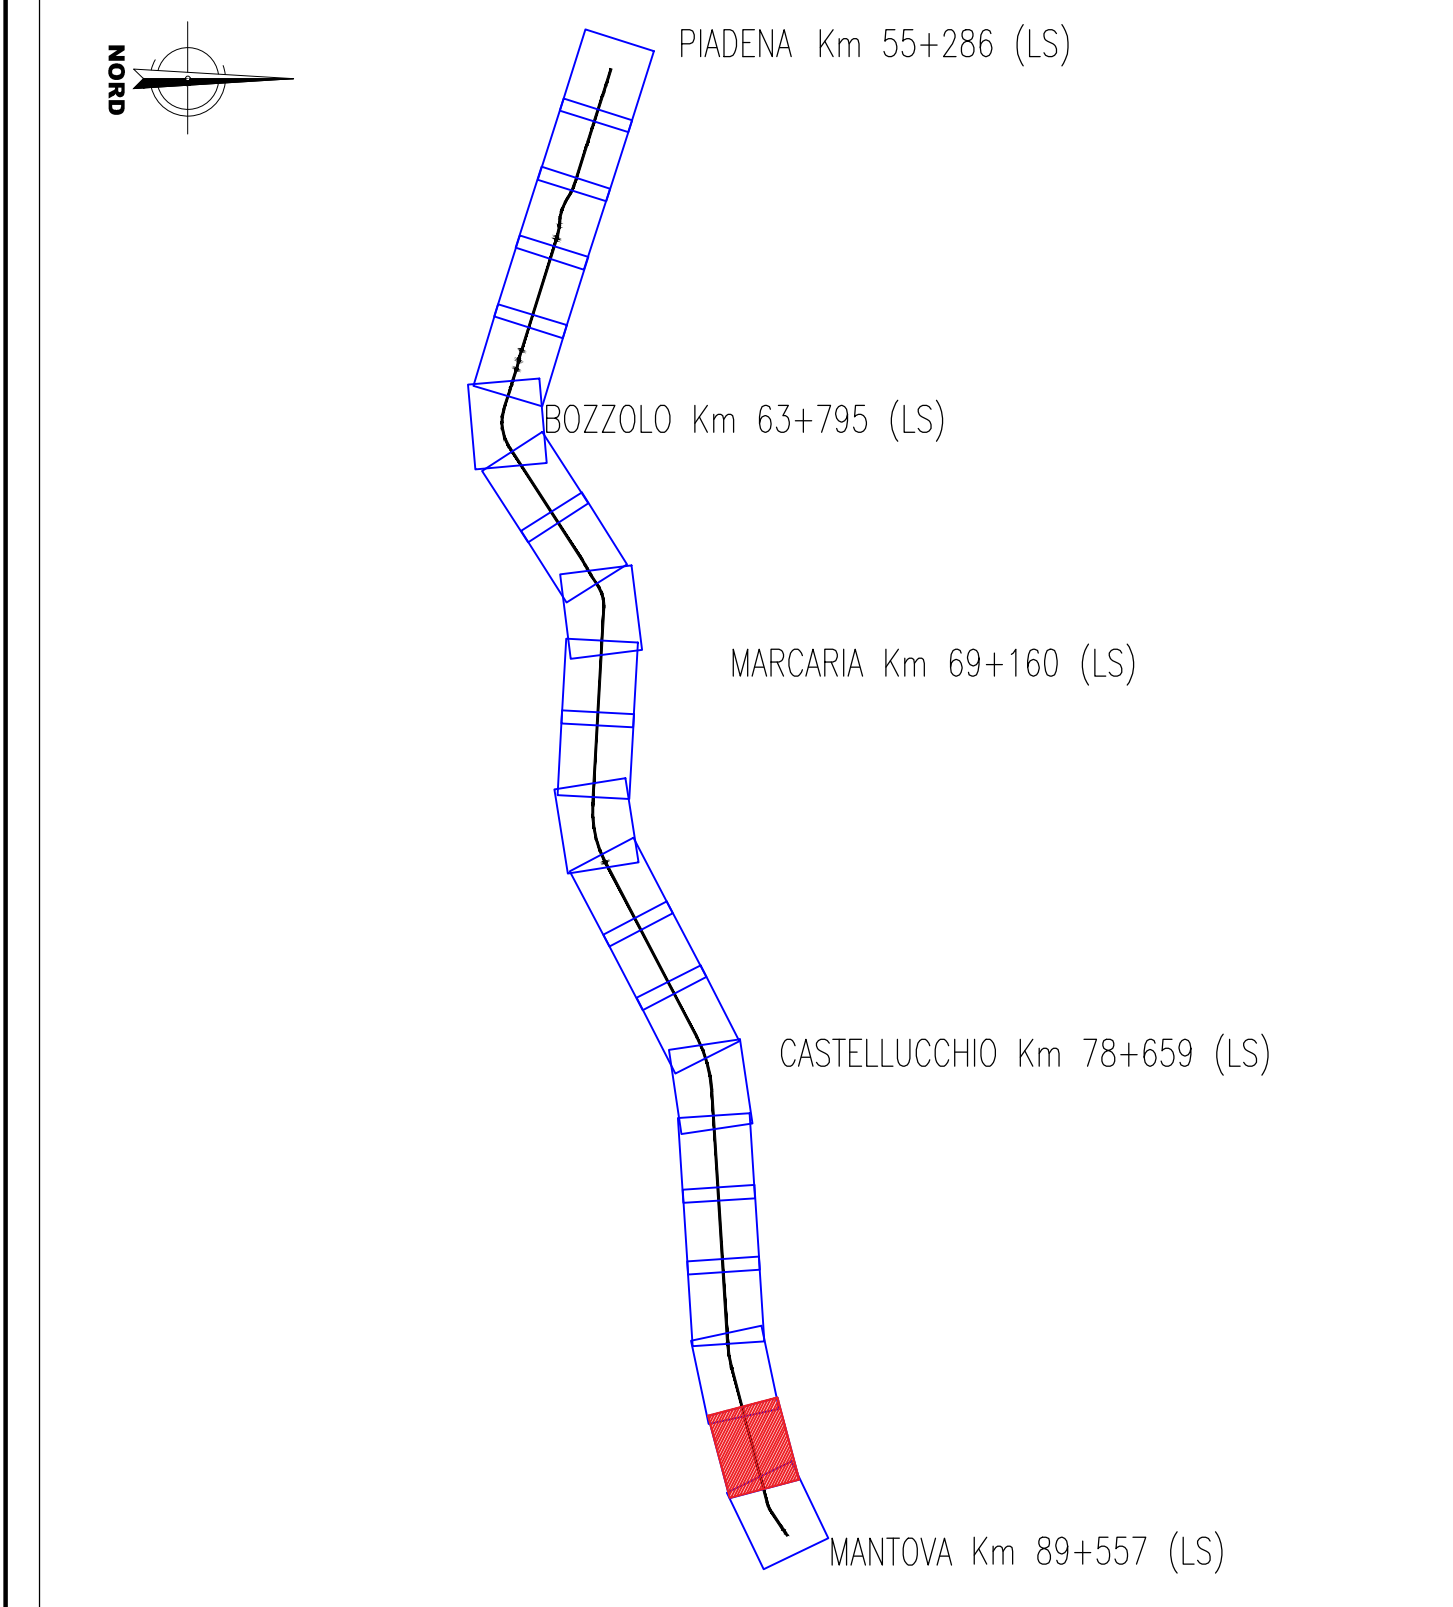 NORD
PIADENA Km 55+286 (LS)
BOZZOLO Km 63+795 (LS)
MARCARIA Km 69+160 (LS)
CASTELLUCCHIO Km 78+659 (LS)
MANTOVA Km 89+557 (LS)